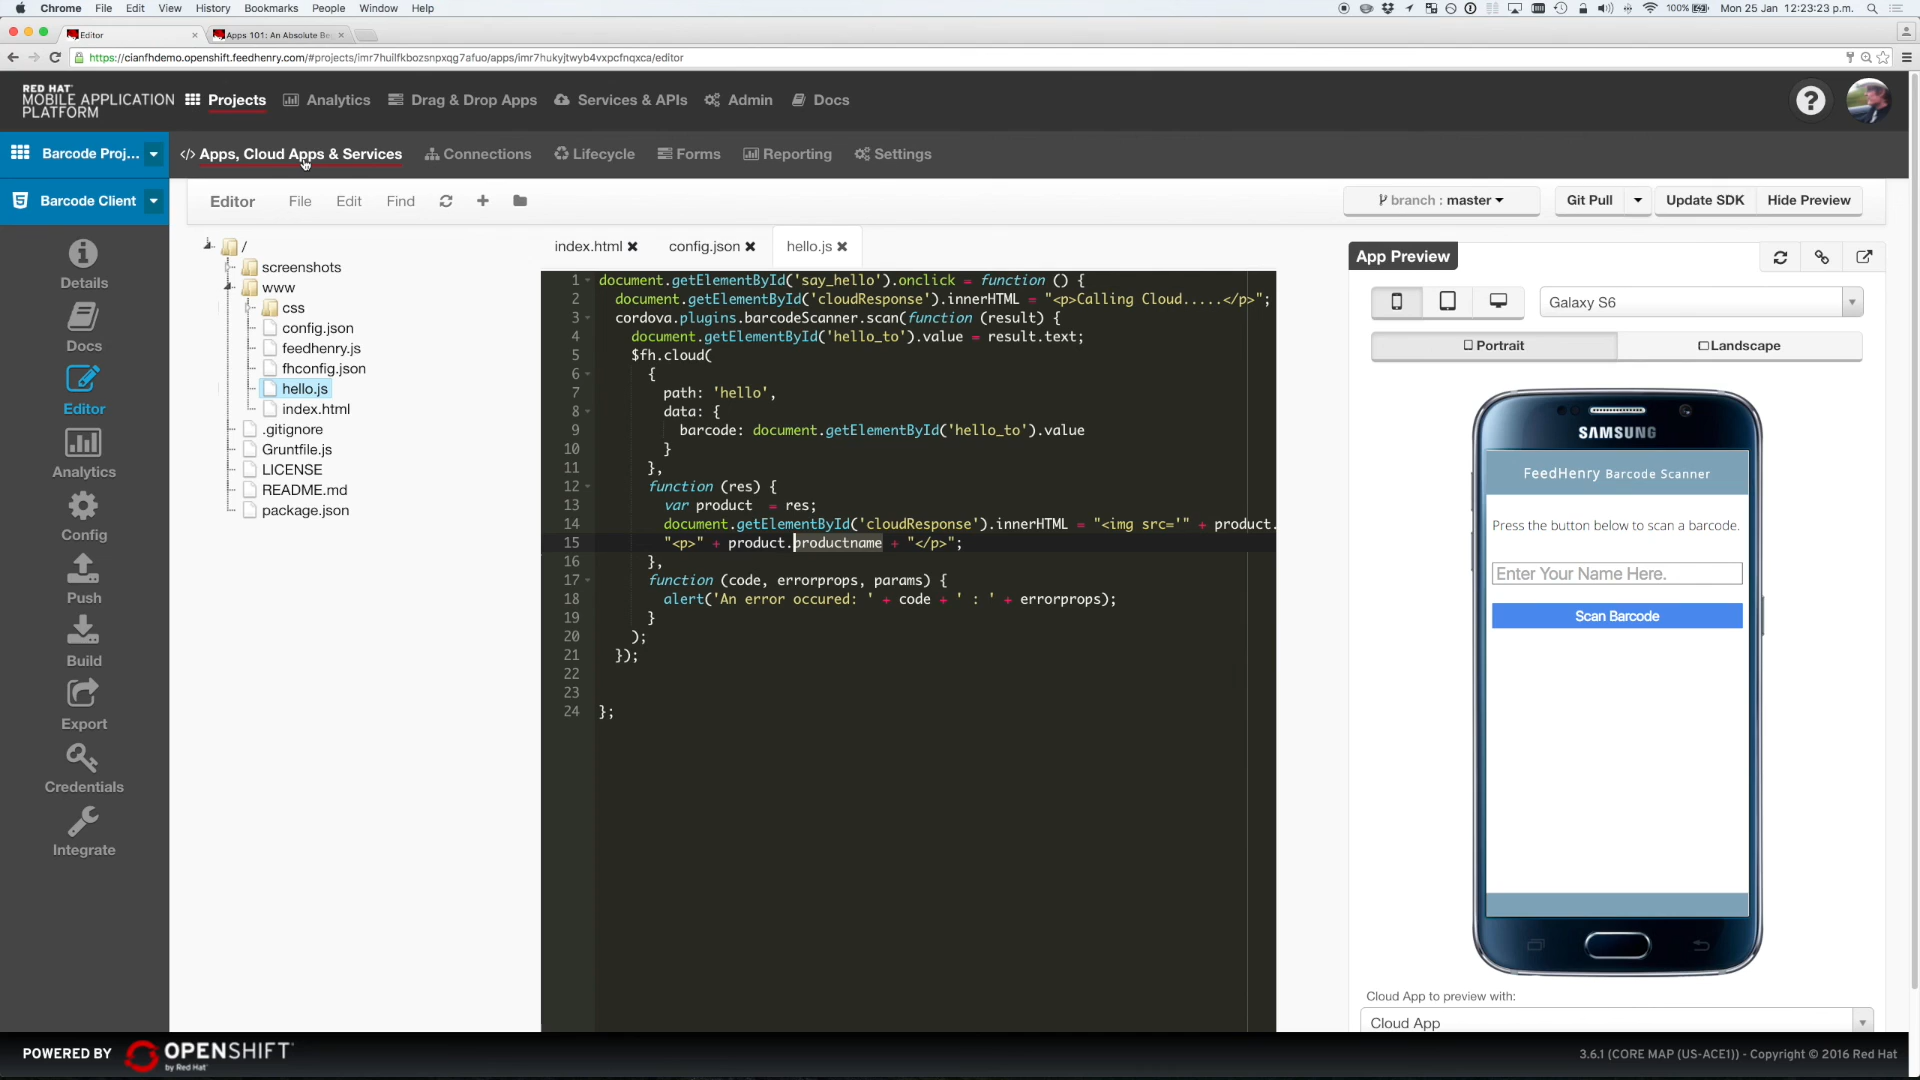 Chrome File Edit View History Bookmarks People Window Help
100% Mon 25 Jan 12:23:23 p.m.
Editor
Apps 101: An Absolute Be
https://cianfhdemo.openshift.feedhenry.com/#projects/imr7huilfkbozsnpxqg7afuo/apps/imr7hukyjtwyb4vxpcfnqxca/editor
RED HAT
MOBILE APPLICATION
PLATFORM
Projects Analytics Drag & Drop Apps Services & APIs Admin Docs
?
Barcode Proj...
</> Apps, Cloud Apps & Services Connections Lifecycle Forms Reporting Settings
Barcode Client
Editor File Edit Find
branch : master Git Pull Update SDK Hide Preview
Details
Docs
Editor
Analytics
Config
Push
Build
Export
Credentials
Integrate
/
screenshots
www
css
config.json
feedhenry.js
fhconfig.json
hello.js
index.html
.gitignore
Gruntfile.js
LICENSE
README.md
package.json
index.html config.json hello.js
1 document.getElementById('say_hello').onclick = function () {
2 document.getElementById('cloudResponse').innerHTML = "<p>Calling Cloud.....</p>";
3 cordova.plugins.barcodeScanner.scan(function (result) {
4 document.getElementById('hello_to').value = result.text;
5 $fh.cloud(
6 {
7 path: 'hello',
8 data: {
9 barcode: document.getElementById('hello_to').value
10 }
11 },
12 function (res) {
13 var product = res;
14 document.getElementById('cloudResponse').innerHTML = "<img src='" + product.
15 "<p>" + product.productname + "</p>";
16 },
17 function (code, errorprops, params) {
18 alert('An error occured: ' + code + ' : ' + errorprops);
19 }
20 );
21 });
22
23
24 };
App Preview
Galaxy S6
Portrait Landscape
SAMSUNG
FeedHenry Barcode Scanner
Press the button below to scan a barcode.
Enter Your Name Here.
Scan Barcode
Cloud App to preview with:
Cloud App
POWERED BY OPENSHIFT
by Red Hat
3.6.1 (CORE MAP (US-ACE1)) - Copyright © 2016 Red Hat